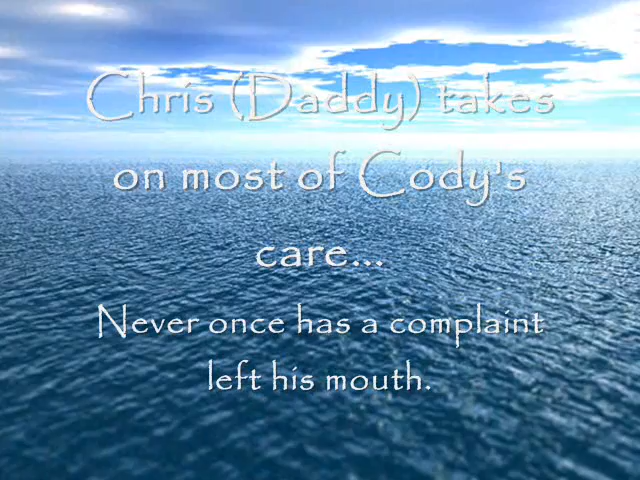 Chris (Daddy) takes
on most of Cody's
care...
Never once has a complaint
left his mouth.